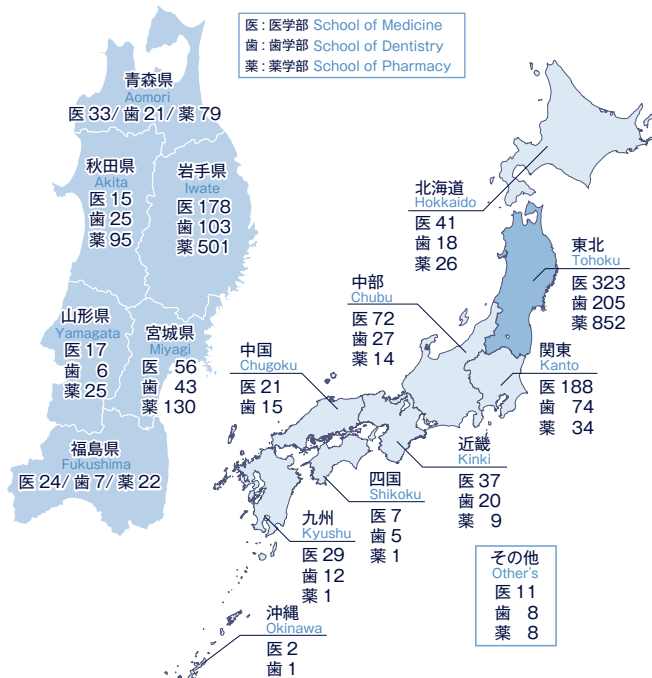 医 : 医学部 School of Medicine
歯 : 歯学部 School of Dentistry
薬 : 薬学部 School of Pharmacy
青森県
Aomori
医 33/ 歯 21/ 薬 79
秋田県
Akita
医 15
歯 25
薬 95
岩手県
Iwate
医 178
歯 103
薬 501
山形県
Yamagata
医 17
歯 6
薬 25
宮城県
Miyagi
医 56
歯 43
薬 130
福島県
Fukushima
医 24/ 歯 7/ 薬 22
北海道
Hokkaido
医 41
歯 18
薬 26
東北
Tohoku
医 323
歯 205
薬 852
中部
Chubu
医 72
歯 27
薬 14
関東
Kanto
医 188
歯 74
薬 34
中国
Chugoku
医 21
歯 15
近畿
Kinki
医 37
歯 20
薬 9
四国
Shikoku
医 7
歯 5
薬 1
九州
Kyushu
医 29
歯 12
薬 1
沖縄
Okinawa
医 2
歯 1
その他
Other's
医 11
歯 8
薬 8